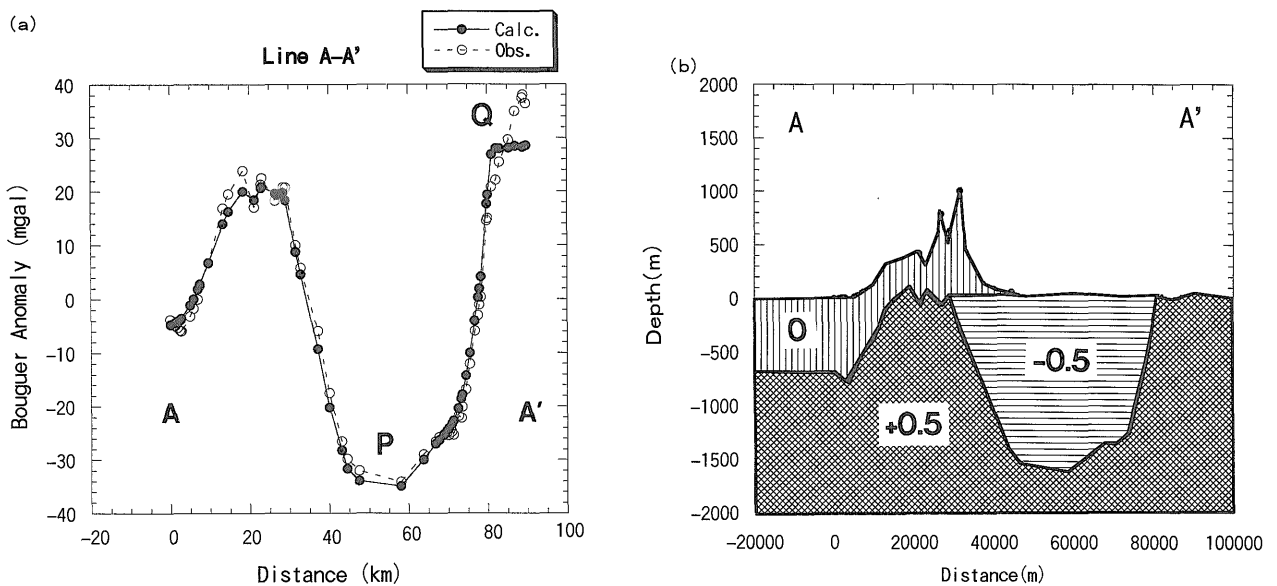 (a)
Line A-A'
Calc.
Obs.
Bouguer Anomaly (mgal)
40
30
20
10
0
-10
-20
-30
-40
Q
A
P
A'
-20
0
20
40
60
80
100
Distance (km)
(b)
Depth(m)
2000
1500
1000
500
0
-500
-1000
-1500
-2000
A
A'
0
-0.5
+0.5
-20000
0
20000
40000
60000
80000
100000
Distance(m)